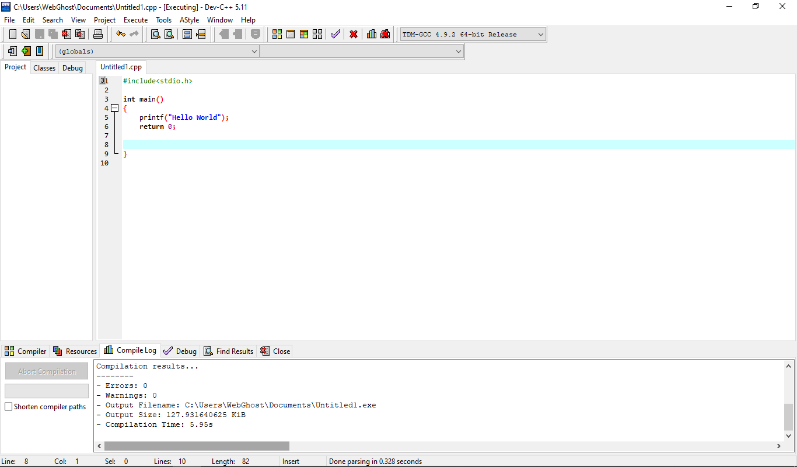 C:\Users\WebGhost\Documents\Untitled1.cpp - [Executing] - Dev-C++ 5.11
File Edit Search View Project Execute Tools AStyle Window Help
TDM-GCC 4.9.2 64-bit Release
(globals)
Project Classes Debug Untitled1.cpp
1 #include<stdio.h>
2
3 int main()
4 {
5 printf("Hello World");
6 return 0;
7
8
9 }
10
Compiler Resources Compile Log Debug Find Results Close
Abort Compilation
Shorten compiler paths
Compilation results...
--------
- Errors: 0
- Warnings: 0
- Output Filename: C:\Users\WebGhost\Documents\Untitled1.exe
- Output Size: 127.931640625 KiB
- Compilation Time: 5.95s
Line: 8 Col: 1 Sel: 0 Lines: 10 Length: 82 Insert Done parsing in 0.328 seconds